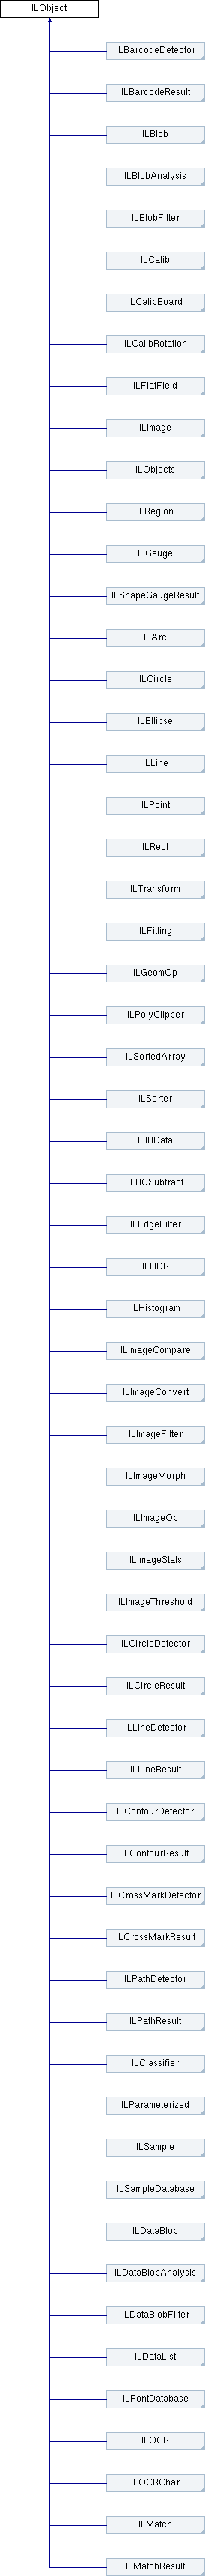 ILObject
ILBarcodeDetector
ILBarcodeResult
ILBlob
ILBlobAnalysis
ILBlobFilter
ILCalib
ILCalibBoard
ILCalibRotation
ILFlatField
ILImage
ILObjects
ILRegion
ILGauge
ILShapeGaugeResult
ILArc
ILCircle
ILEllipse
ILLine
ILPoint
ILRect
ILTransform
ILFitting
ILGeomOp
ILPolyClipper
ILSortedArray
ILSorter
ILIBData
ILBGSubtract
ILEdgeFilter
ILHDR
ILHistogram
ILImageCompare
ILImageConvert
ILImageFilter
ILImageMorph
ILImageOp
ILImageStats
ILImageThreshold
ILCircleDetector
ILCircleResult
ILLineDetector
ILLineResult
ILContourDetector
ILContourResult
ILCrossMarkDetector
ILCrossMarkResult
ILPathDetector
ILPathResult
ILClassifier
ILParameterized
ILSample
ILSampleDatabase
ILDataBlob
ILDataBlobAnalysis
ILDataBlobFilter
ILDataList
ILFontDatabase
ILOCR
ILOCRChar
ILMatch
ILMatchResult